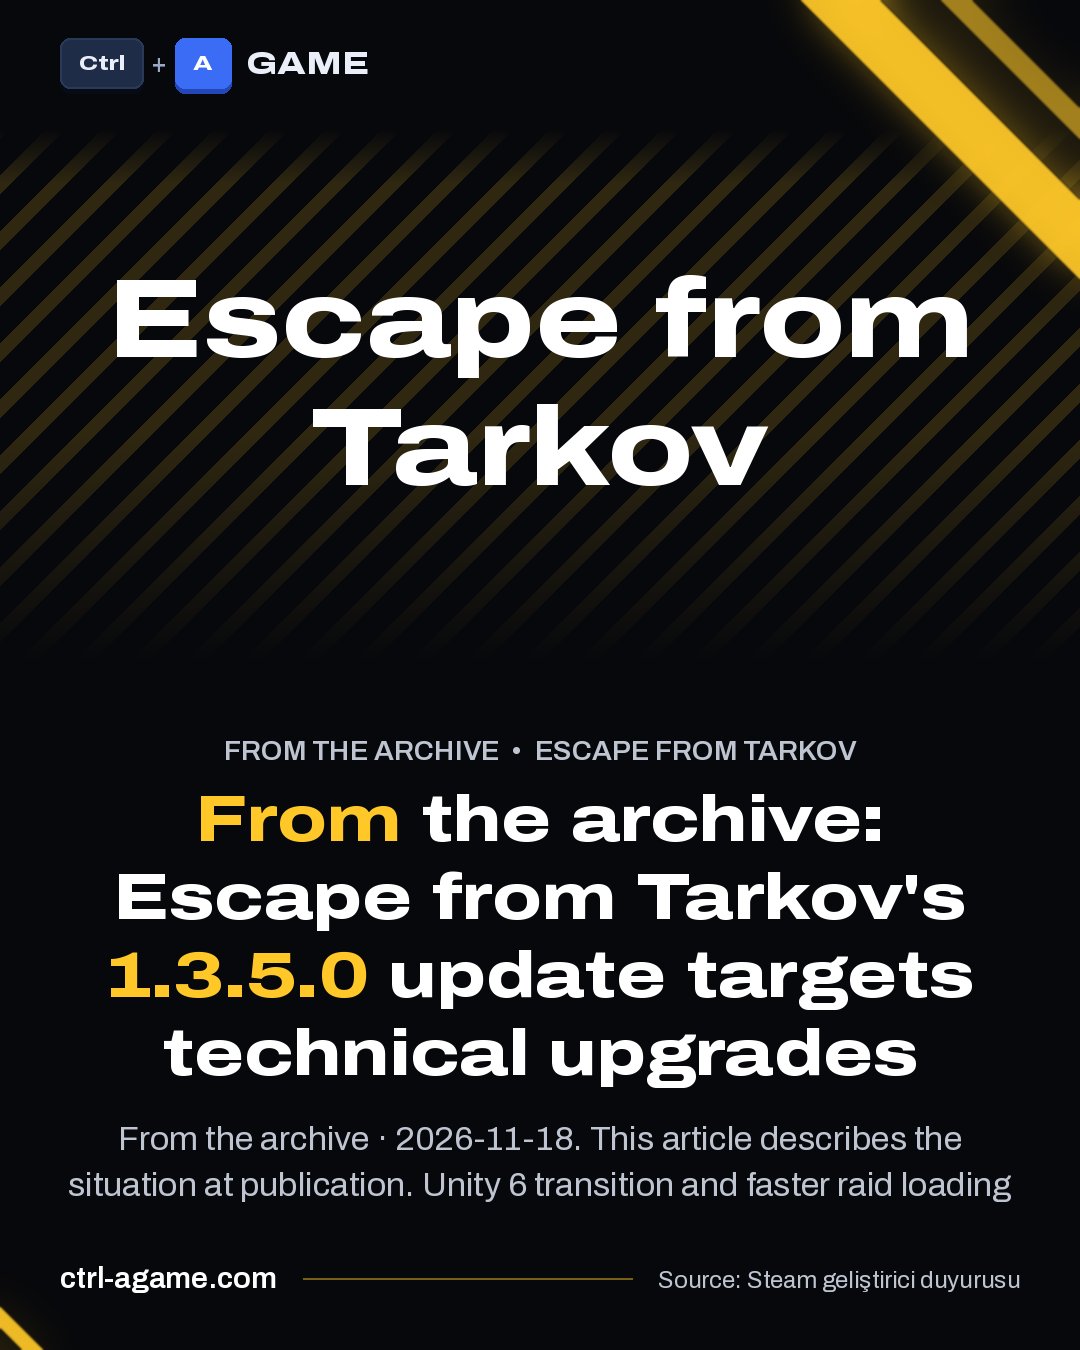 Ctrl + A GAME
Escape from
Tarkov
FROM THE ARCHIVE • ESCAPE FROM TARKOV
From the archive:
Escape from Tarkov's
1.3.5.0 update targets
technical upgrades
From the archive · 2026-11-18. This article describes the
situation at publication. Unity 6 transition and faster raid loading
ctrl-agame.com
Source: Steam geliştirici duyurusu